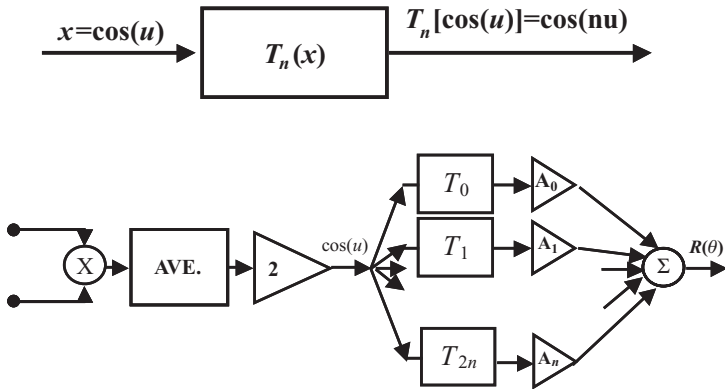 x=cos(u)
Tn(x)
Tn[cos(u)]=cos(nu)
X
AVE.
2
cos(u)
T0
A0
T1
A1
T2n
An
Σ
R(θ)